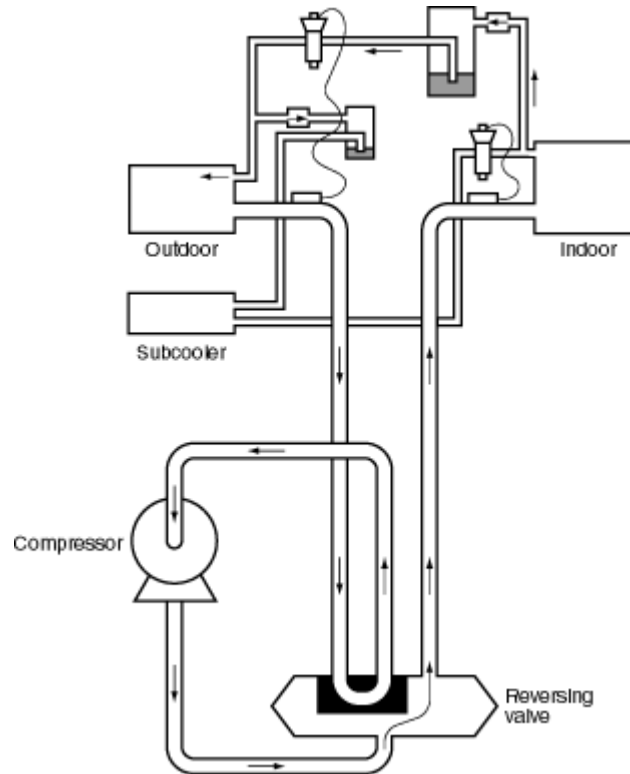 Outdoor
Indoor
Subcooler
Compressor
Reversing
valve